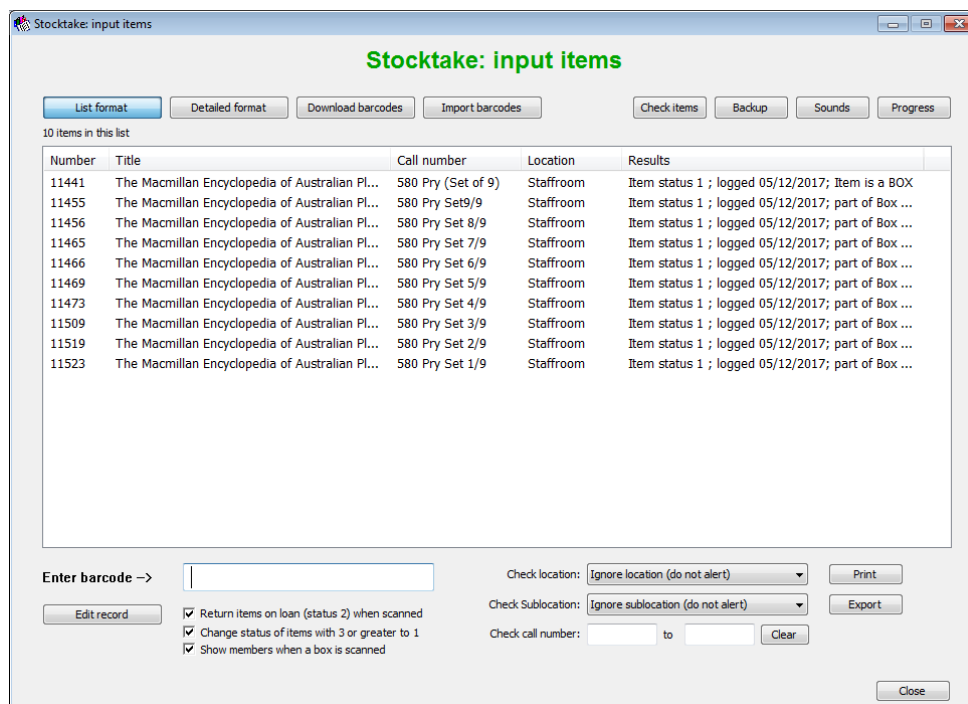 Stocktake: input items
Stocktake: input items
List format Detailed format Download barcodes Import barcodes Check items Backup Sounds Progress
10 items in this list
Number Title Call number Location Results
11441 The Macmillan Encyclopedia of Australian Pl... 580 Pry (Set of 9) Staffroom Item status 1 ; logged 05/12/2017; Item is a BOX
11455 The Macmillan Encyclopedia of Australian Pl... 580 Pry Set9/9 Staffroom Item status 1 ; logged 05/12/2017; part of Box ...
11456 The Macmillan Encyclopedia of Australian Pl... 580 Pry Set 8/9 Staffroom Item status 1 ; logged 05/12/2017; part of Box ...
11465 The Macmillan Encyclopedia of Australian Pl... 580 Pry Set 7/9 Staffroom Item status 1 ; logged 05/12/2017; part of Box ...
11466 The Macmillan Encyclopedia of Australian Pl... 580 Pry Set 6/9 Staffroom Item status 1 ; logged 05/12/2017; part of Box ...
11469 The Macmillan Encyclopedia of Australian Pl... 580 Pry Set 5/9 Staffroom Item status 1 ; logged 05/12/2017; part of Box ...
11473 The Macmillan Encyclopedia of Australian Pl... 580 Pry Set 4/9 Staffroom Item status 1 ; logged 05/12/2017; part of Box ...
11509 The Macmillan Encyclopedia of Australian Pl... 580 Pry Set 3/9 Staffroom Item status 1 ; logged 05/12/2017; part of Box ...
11519 The Macmillan Encyclopedia of Australian Pl... 580 Pry Set 2/9 Staffroom Item status 1 ; logged 05/12/2017; part of Box ...
11523 The Macmillan Encyclopedia of Australian Pl... 580 Pry Set 1/9 Staffroom Item status 1 ; logged 05/12/2017; part of Box ...
Enter barcode --> Check location: Ignore location (do not alert) Print
Edit record Return items on loan (status 2) when scanned Check Sublocation: Ignore sublocation (do not alert) Export
Change status of items with 3 or greater to 1 Check call number: to Clear
Show members when a box is scanned
Close